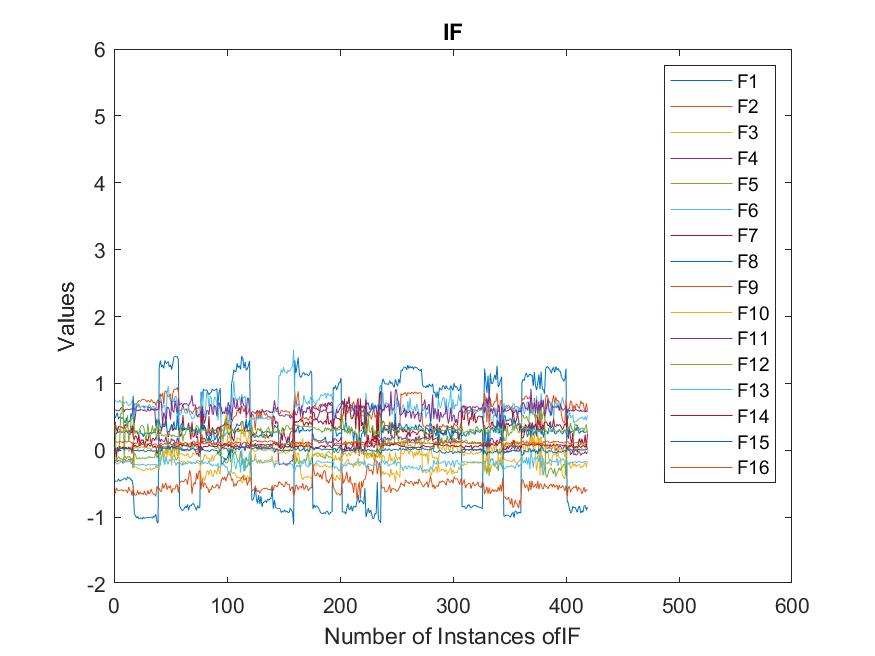 IF
6
5
4
3
2
1
0
-1
-2
Values
0 100 200 300 400 500 600
Number of Instances ofIF
F1
F2
F3
F4
F5
F6
F7
F8
F9
F10
F11
F12
F13
F14
F15
F16